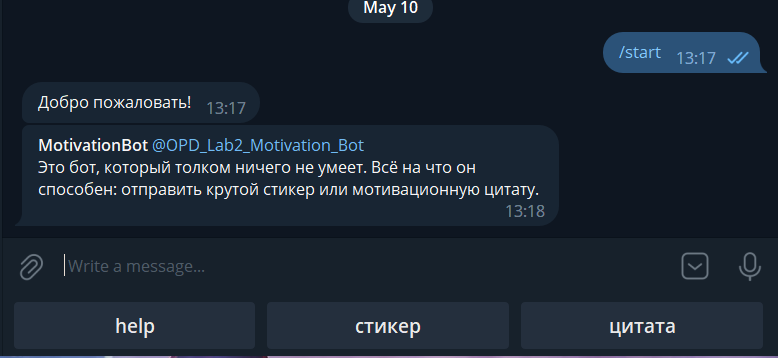 May 10
/start 13:17
Добро пожаловать! 13:17
MotivationBot @OPD_Lab2_Motivation_Bot
Это бот, который толком ничего не умеет. Всё на что он
способен: отправить крутой стикер или мотивационную цитату.
13:18
Write a message...
help стикер цитата